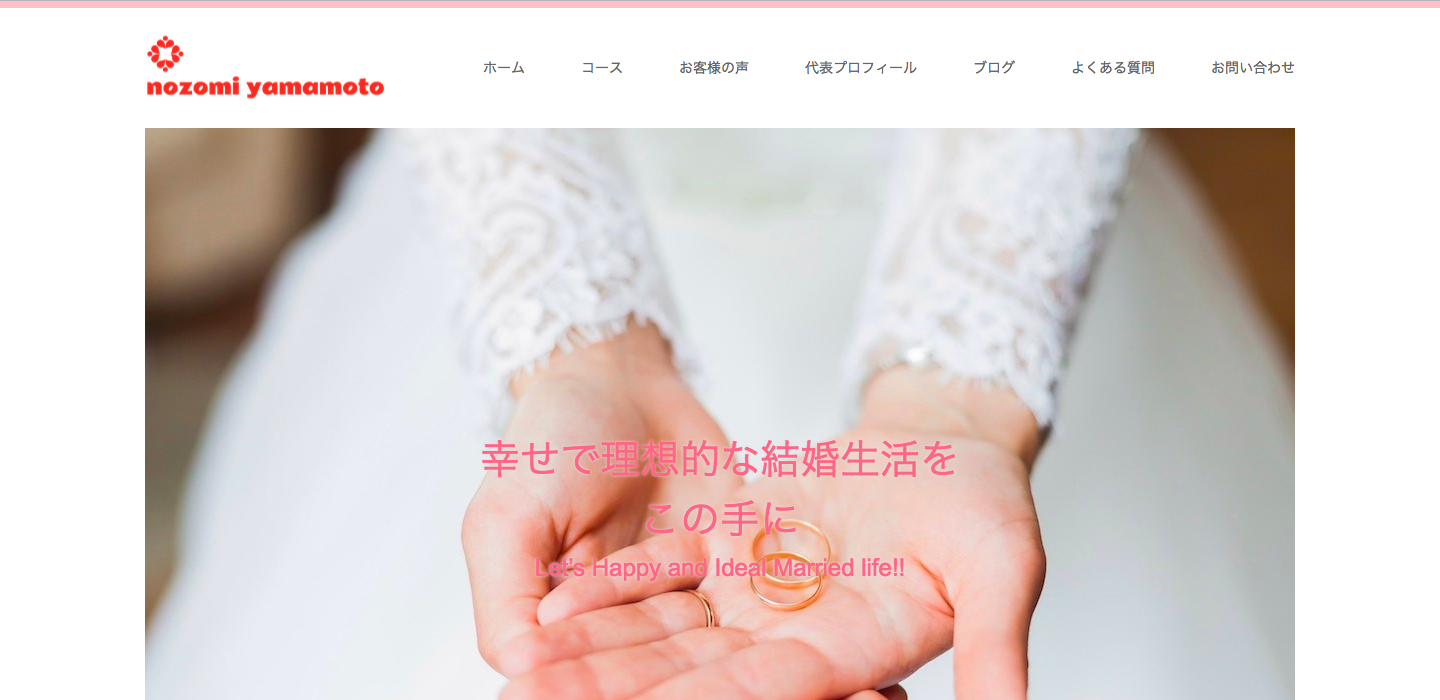 nozomi yamamoto
ホーム
コース
お客様の声
代表プロフィール
ブログ
よくある質問
お問い合わせ
幸せで理想的な結婚生活を
この手に
Let's Happy and Ideal Married life!!